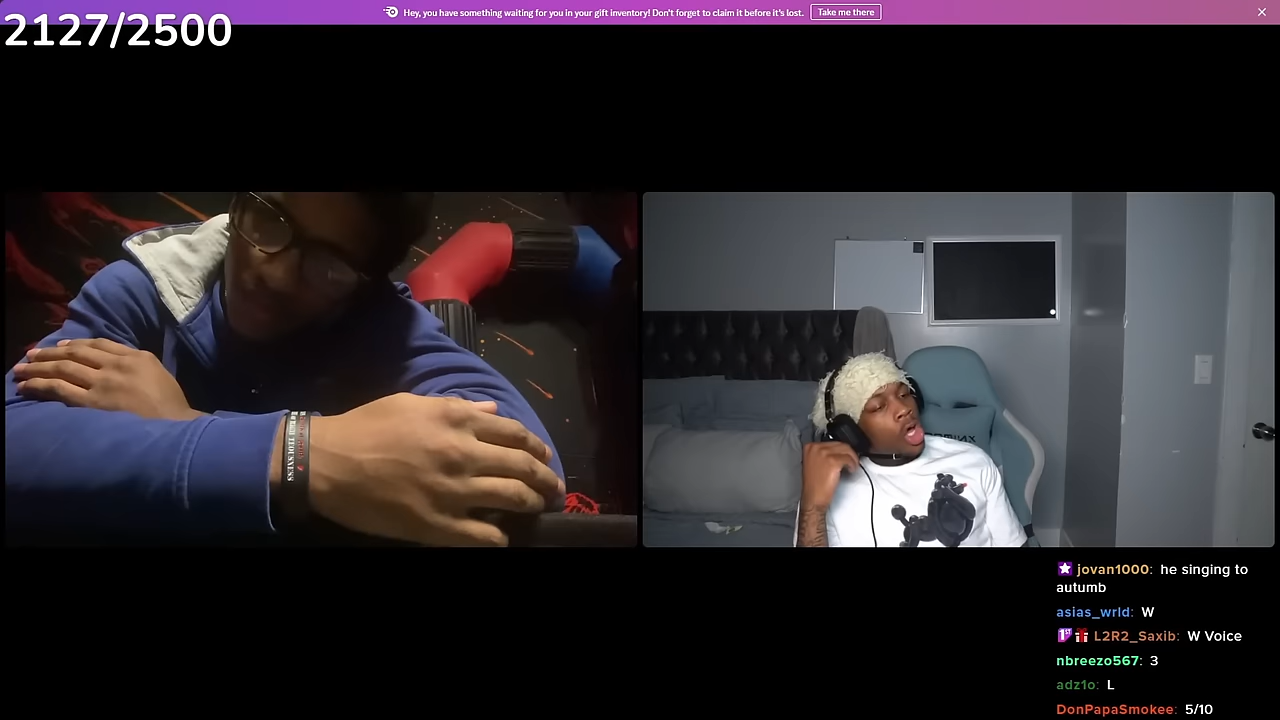 Hey, you have something waiting for you in your gift inventory! Don't forget to claim it before it's lost.
Take me there
2127/2500
jovan1000: he singing to
autumb
asias_wrld: W
L2R2_Saxib: W Voice
nbreezo567: 3
adz1o: L
DonPapaSmokee: 5/10